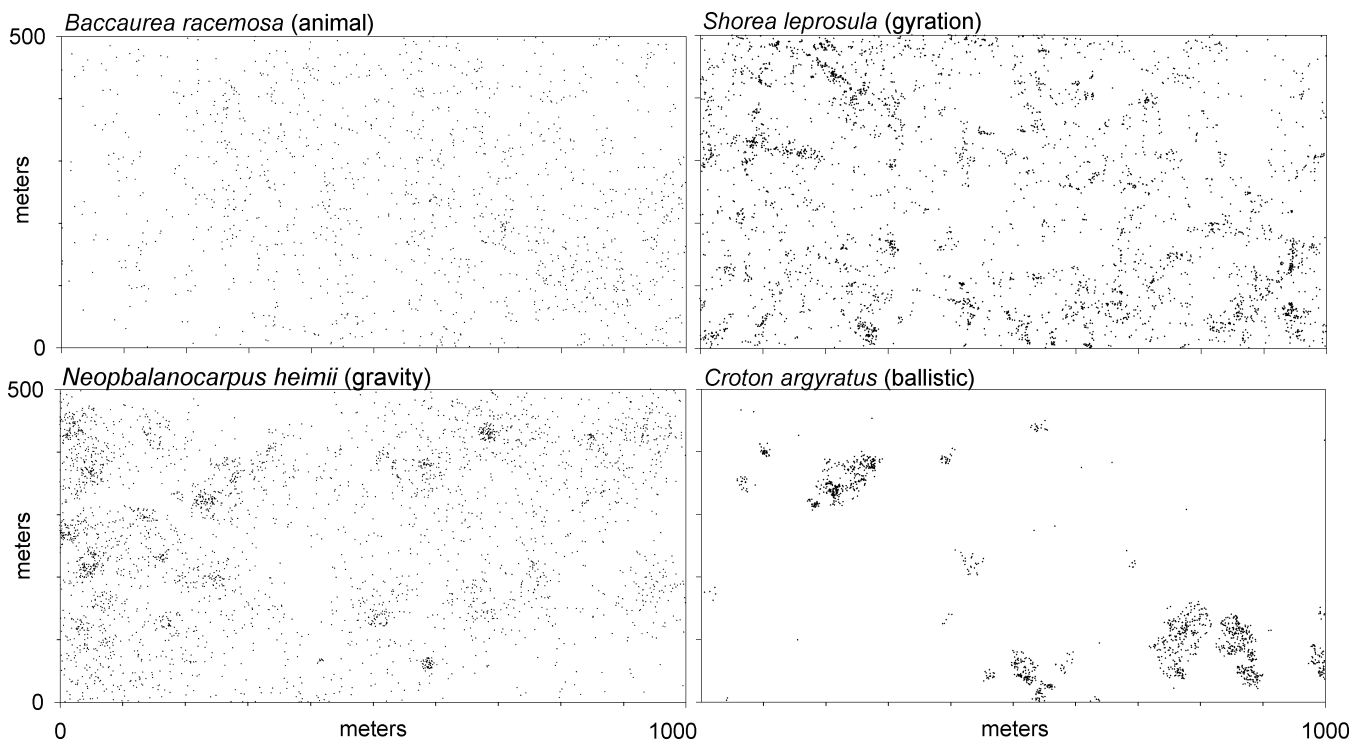 Baccaurea racemosa (animal)
Shorea leprosula (gyration)
500
meters
0
Neopbalanocarpus heimii (gravity)
Croton argyratus (ballistic)
500
meters
0
0 meters 1000 meters 1000